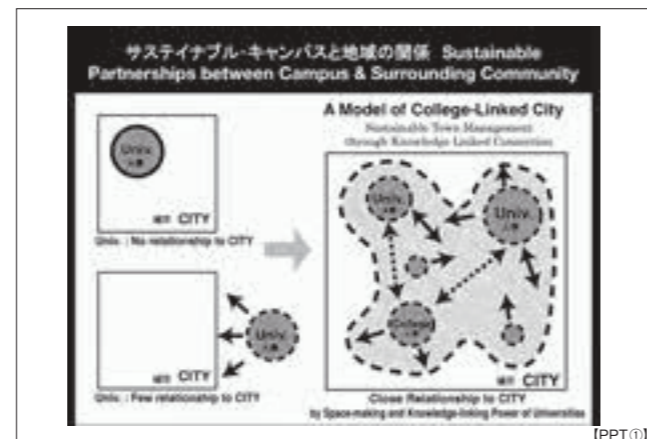 サステイナブル・キャンパスと地域の関係 Sustainable
Partnerships between Campus & Surrounding Community
A Model of College-Linked City
Sustainable Town Management
through Knowledge Linked Connection
Univ.
CITY
Univ. : No relationship to CITY
Univ.
CITY
Univ. : Few relationship to CITY
Univ.
Univ.
College
CITY
Close Relationship to CITY
by Space-making and Knowledge-linking Power of Universities
【PPT①】